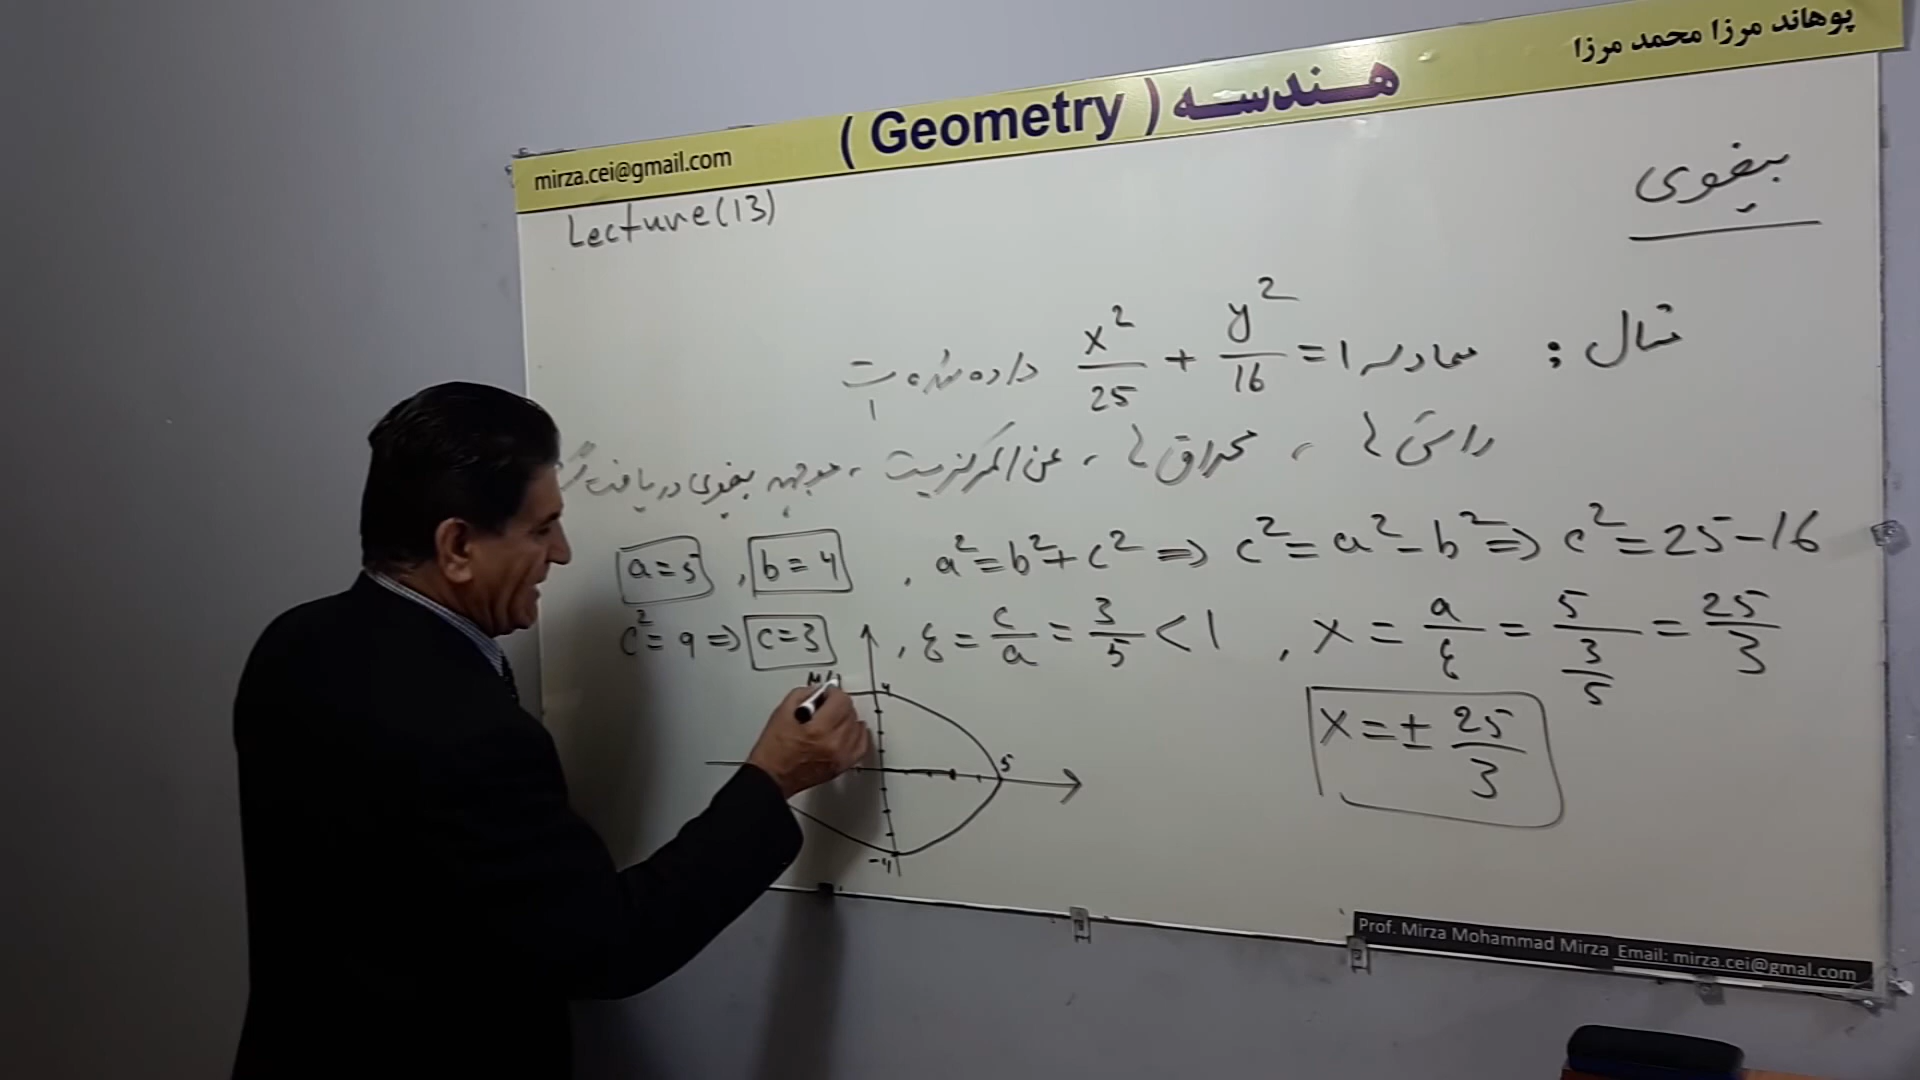 پوهاند مرزا محمد مرزا
هندسه ( Geometry )
mirza.cei@gmail.com
Lecture(13)
بیضوی
مثال : معادله x²/25 + y²/16 = 1 داده شده است
راس ها ، محراق ها ، عن المرکزیت ، موجهه بیضوی دریافت
a=5 , b=4 , a²=b²+c² ⇒ c²=a²-b² ⇒ c²=25-16
c²=9 ⇒ c=3 , ε = c/a = 3/5 < 1 , x = a/ε = 5/(3/5) = 25/3
x = ± 25/3
4
5
-4
Prof. Mirza Mohammad Mirza Email: mirza.cei@gmal.com